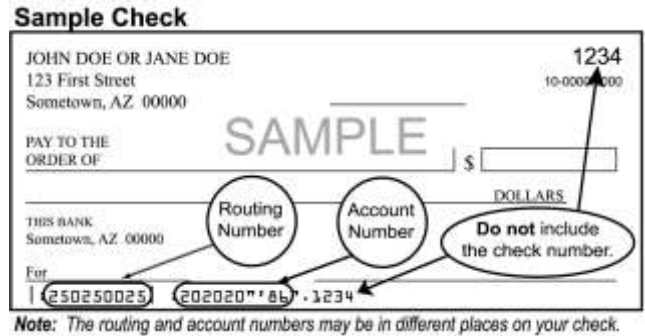 Sample Check
JOHN DOE OR JANE DOE
1234
123 First Street
Sometown, AZ 00000
SAMPLE
PAY TO THE
ORDER OF
$
DOLLARS
Routing
Number
Account
Number
Do not include
the check number.
THIS BANK
Sometown, AZ 00000
For
250250025
202020"'86".1234
Note: The routing and account numbers may be in different places on your check.